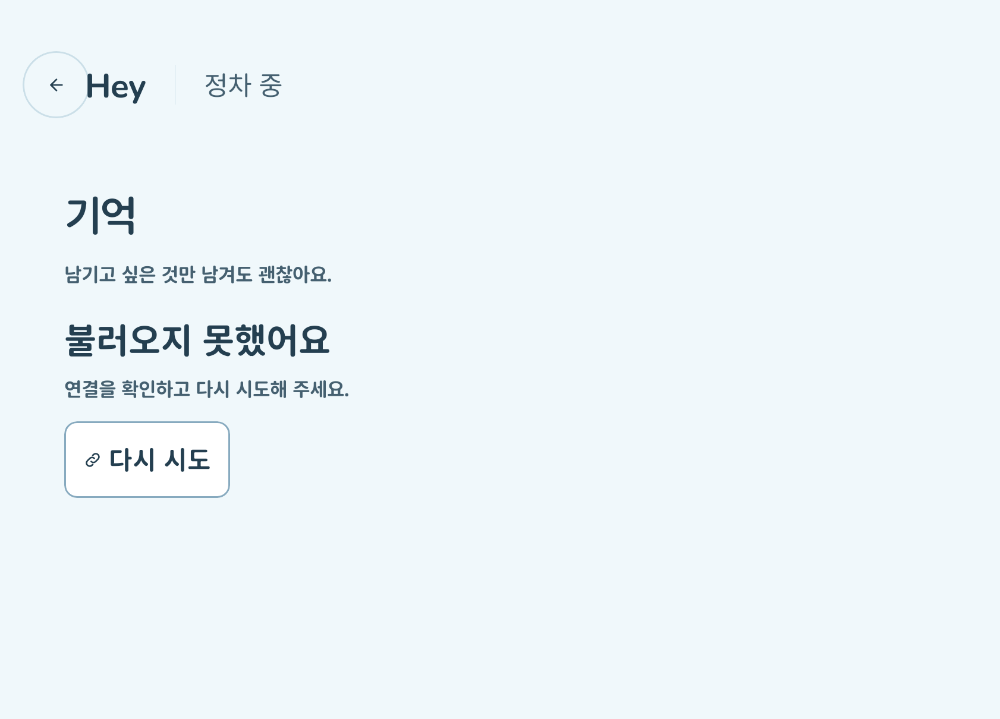 Hey 정차 중
기억
남기고 싶은 것만 남겨도 괜찮아요.
불러오지 못했어요
연결을 확인하고 다시 시도해 주세요.
다시 시도